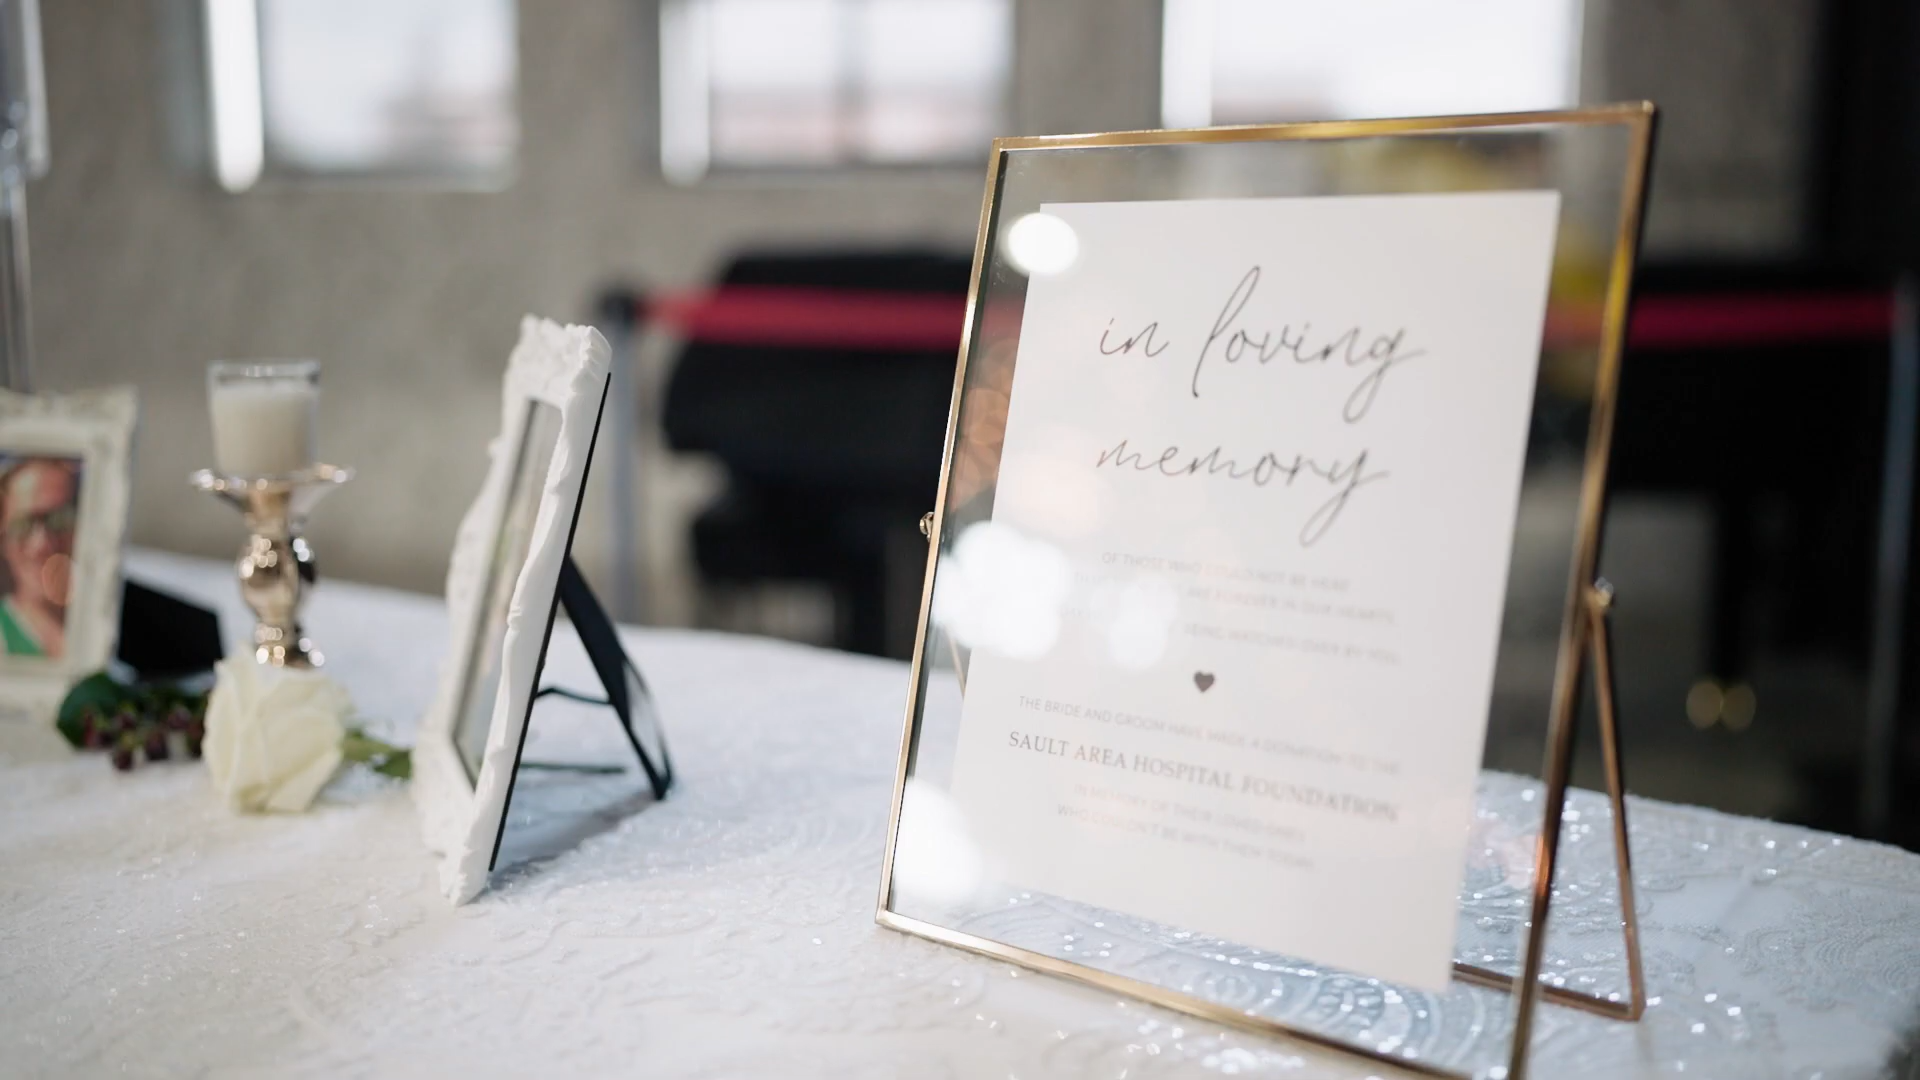 in loving
memory
OF THOSE WHO COULD NOT BE HERE
ARE FOREVER IN OUR HEARTS
BEING WATCHED OVER BY YOU
THE BRIDE AND GROOM HAVE MADE A DONATION TO THE
SAULT AREA HOSPITAL FOUNDATION
IN MEMORY OF THEIR LOVED ONES
WHO COULDN'T BE WITH THEM TODAY